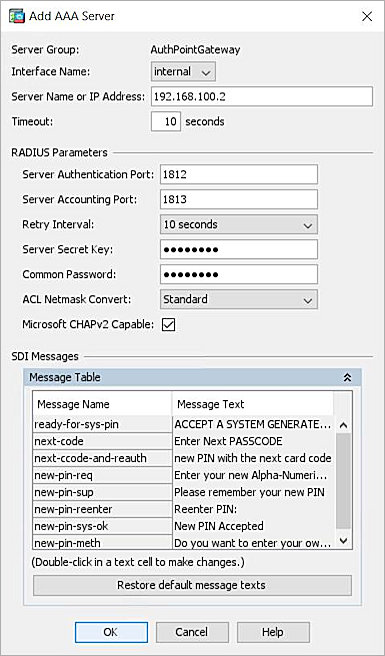 Add AAA Server
Server Group: AuthPointGateway
Interface Name: internal
Server Name or IP Address: 192.168.100.2
Timeout: 10 seconds
RADIUS Parameters
Server Authentication Port: 1812
Server Accounting Port: 1813
Retry Interval: 10 seconds
Server Secret Key: ●●●●●●●●
Common Password: ●●●●●●●●
ACL Netmask Convert: Standard
Microsoft CHAPv2 Capable:
SDI Messages
Message Table
Message Name Message Text
ready-for-sys-pin ACCEPT A SYSTEM GENERATE...
next-code Enter Next PASSCODE
next-ccode-and-reauth new PIN with the next card code
new-pin-req Enter your new Alpha-Numeri...
new-pin-sup Please remember your new PIN
new-pin-reenter Reenter PIN:
new-pin-sys-ok New PIN Accepted
new-pin-meth Do you want to enter your ow...
(Double-click in a text cell to make changes.)
Restore default message texts
OK Cancel Help